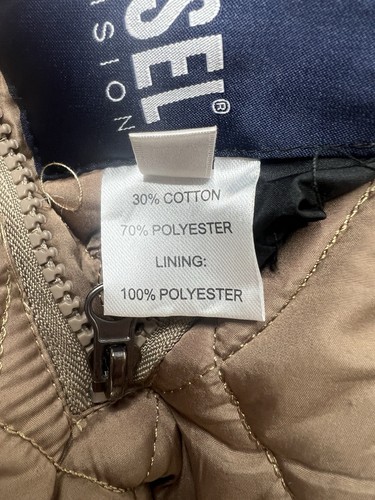 SEL®
SION
30% COTTON
70% POLYESTER
LINING:
100% POLYESTER